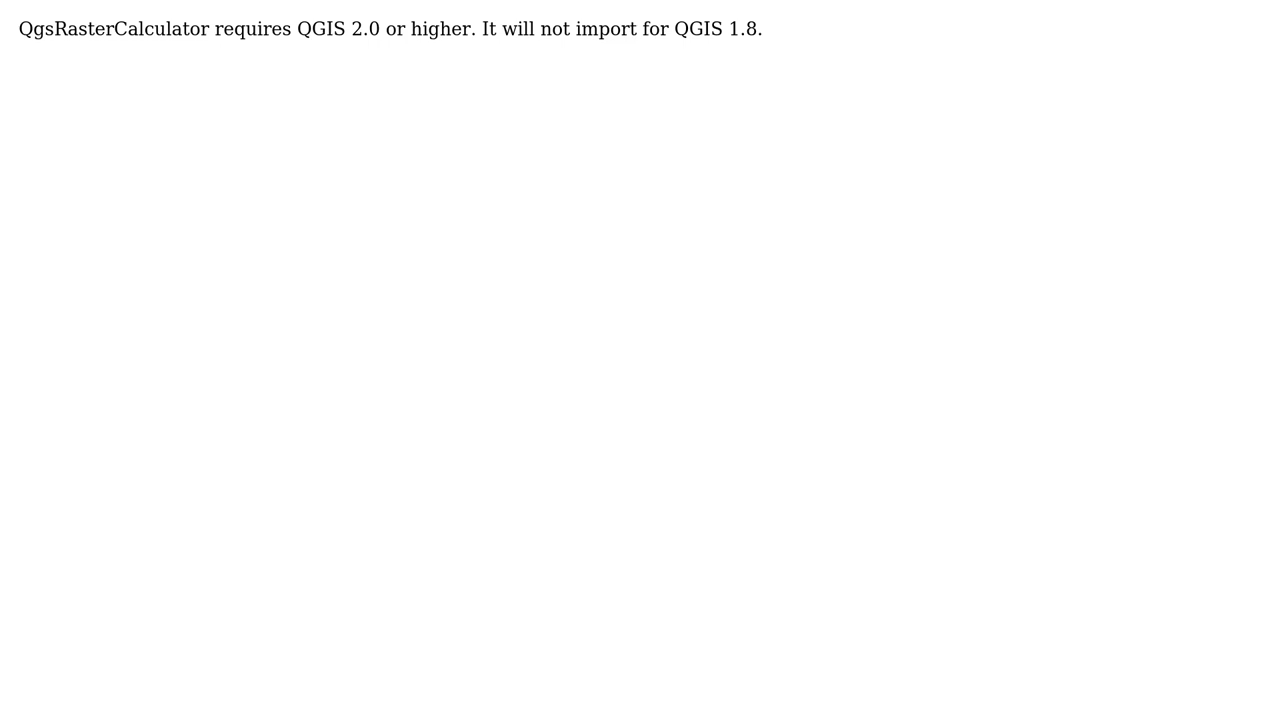 QgsRasterCalculator requires QGIS 2.0 or higher. It will not import for QGIS 1.8.